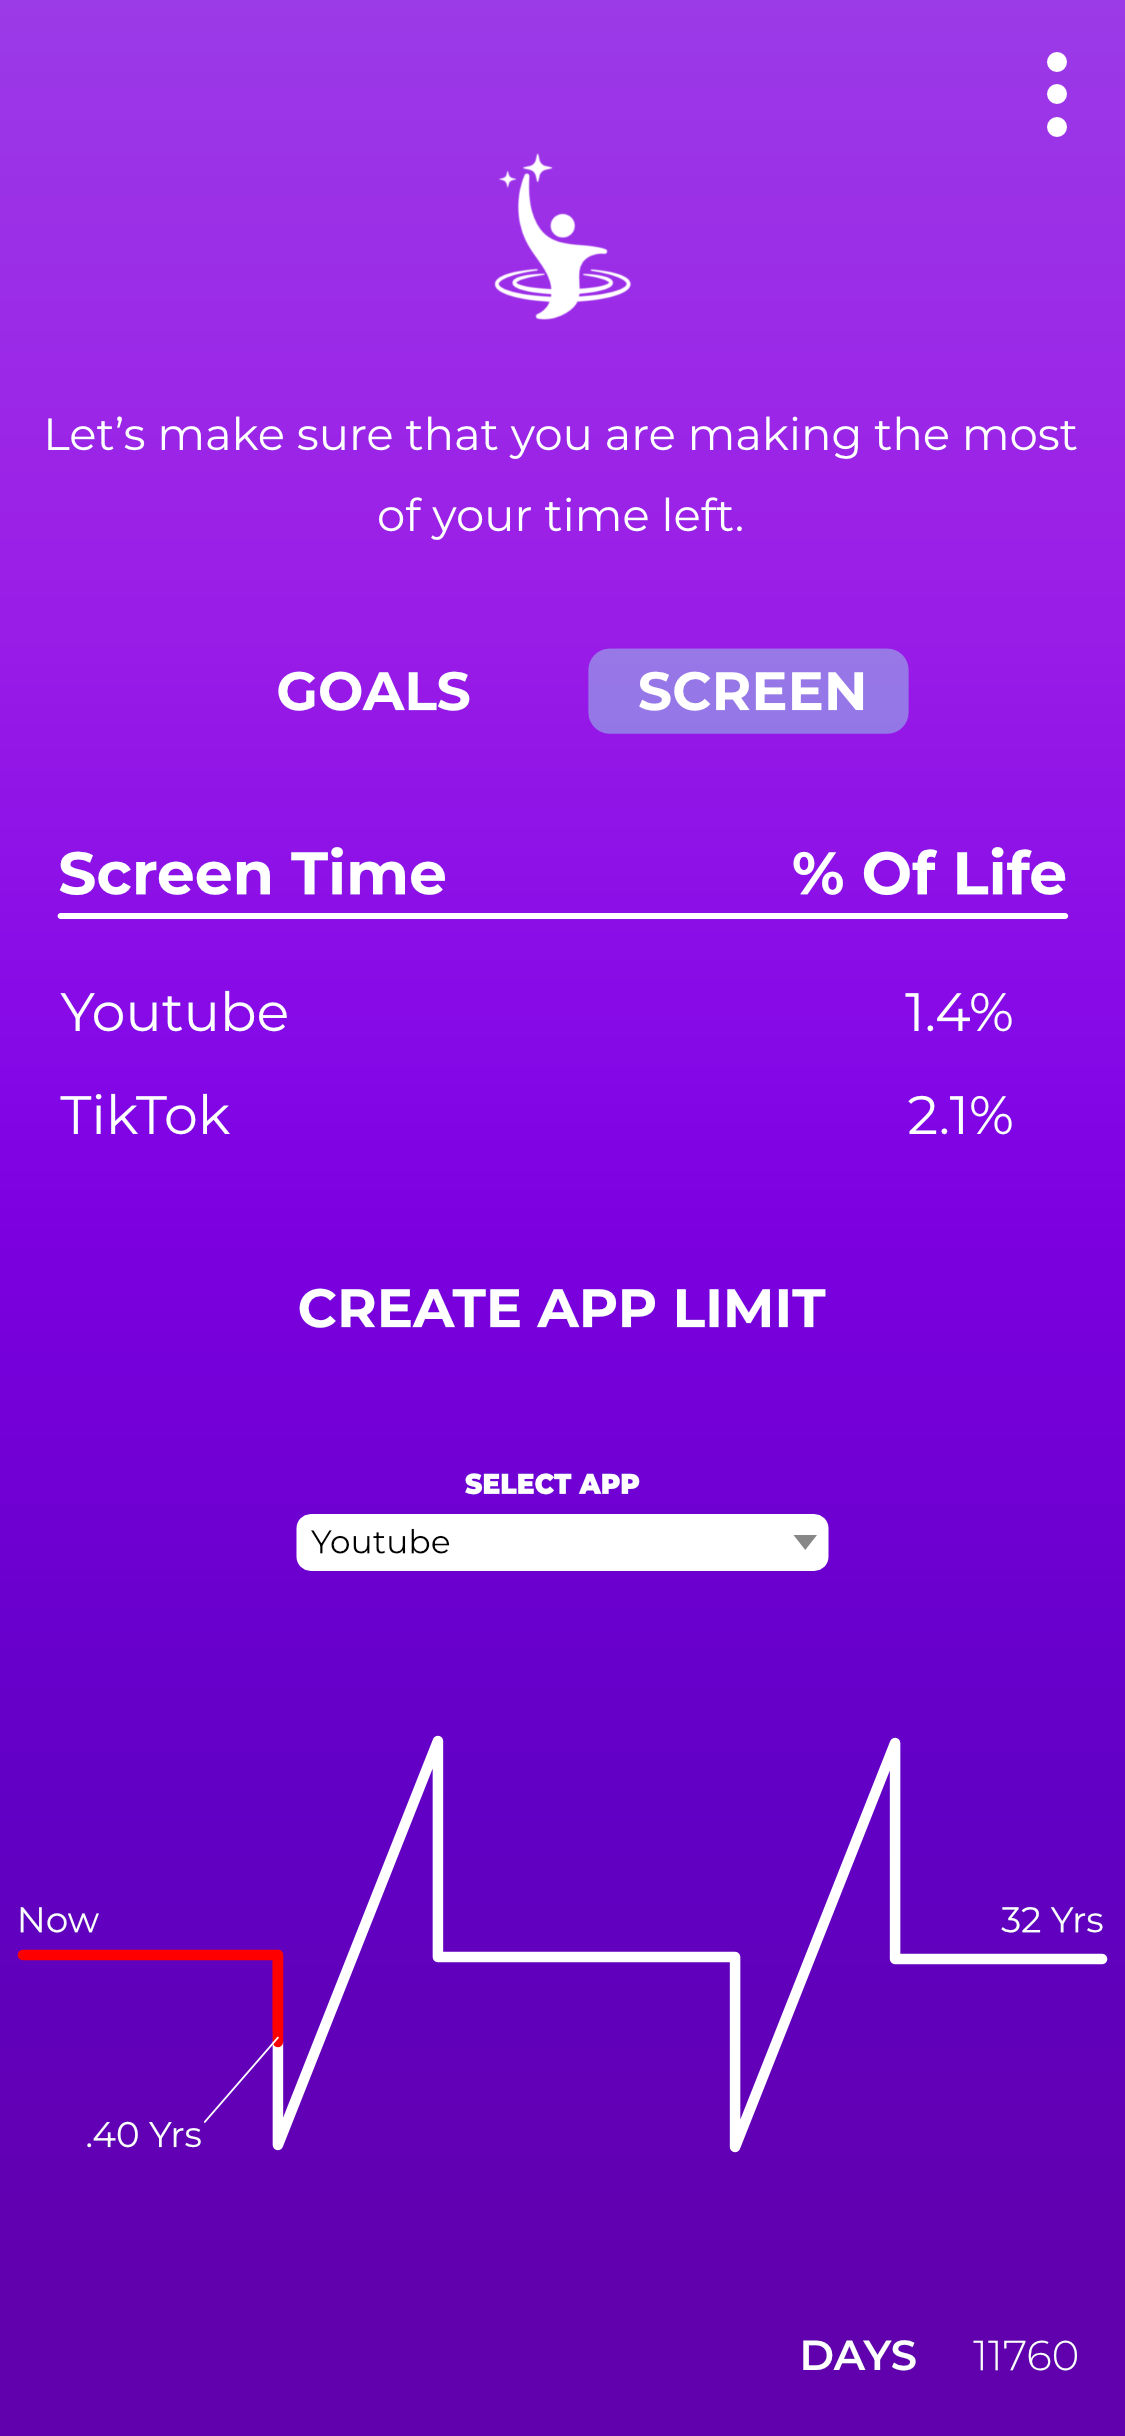 Let’s make sure that you are making the most
of your time left.
GOALS SCREEN
Screen Time % Of Life
Youtube 1.4%
TikTok 2.1%
CREATE APP LIMIT
SELECT APP
Youtube
Now 32 Yrs
.40 Yrs
DAYS 11760